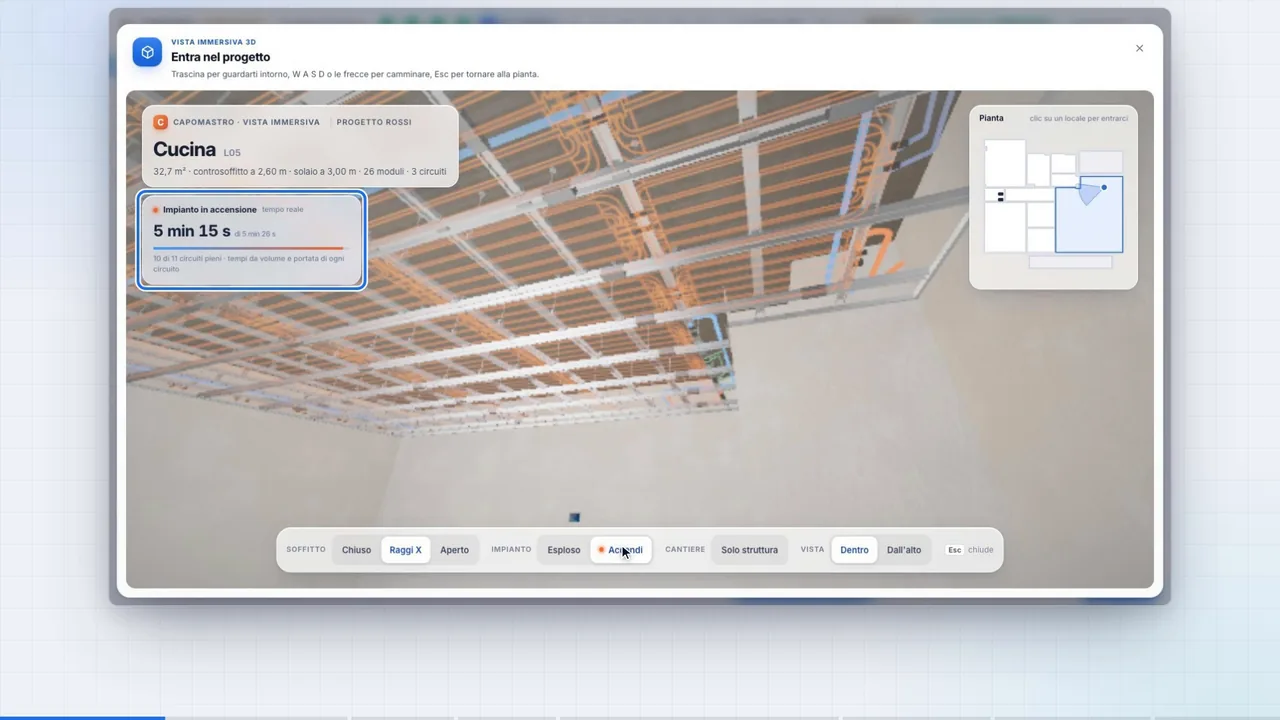 VISTA IMMERSIVA 3D
Entra nel progetto
Trascina per guardarti intorno, W A S D o le frecce per camminare, Esc per tornare alla pianta.
C CAPOMASTRO · VISTA IMMERSIVA PROGETTO ROSSI
Cucina L05
32,7 m² · controsoffitto a 2,60 m · solaio a 3,00 m · 26 moduli · 3 circuiti
Impianto in accensione tempo reale
5 min 15 s di 5 min 26 s
10 di 11 circuiti pieni · tempi da volume e portata di ogni
circuito
Pianta clic su un locale per entrarci
SOFFITTO Chiuso Raggi X Aperto IMPIANTO Esploso Accendi CANTIERE Solo struttura VISTA Dentro Dall'alto Esc chiude